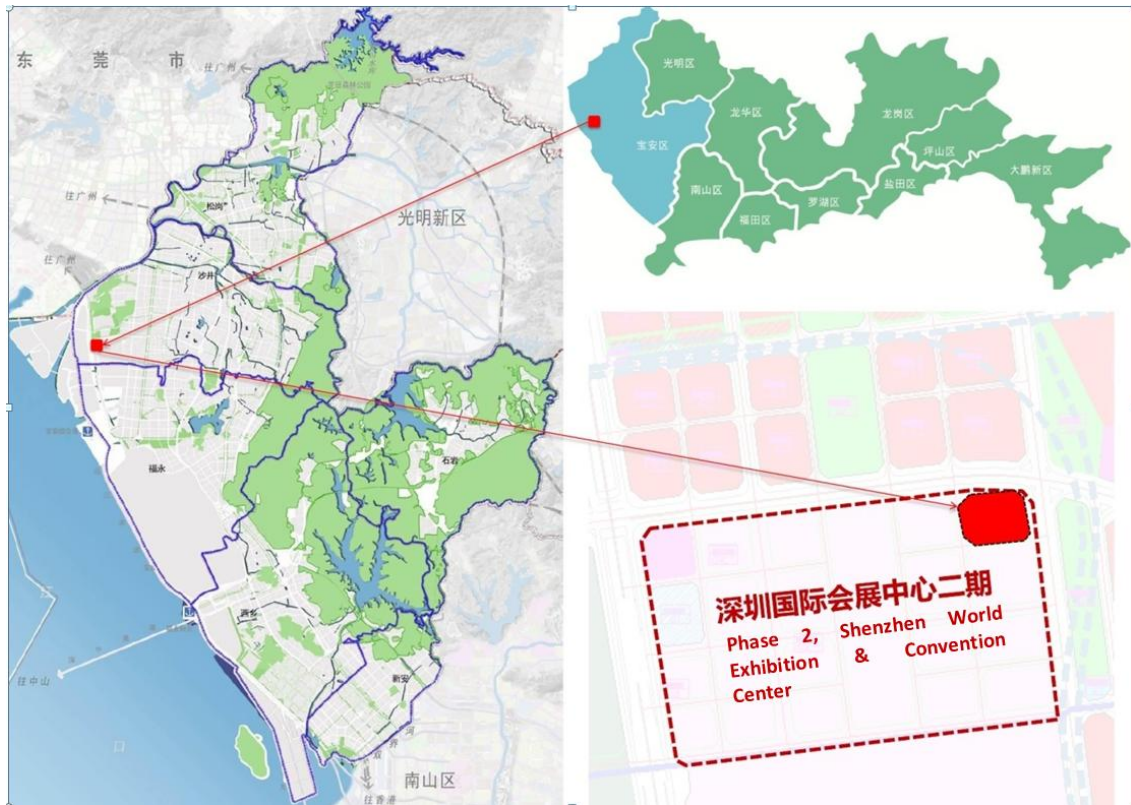 东莞市
往广州
光明区
龙华区
龙岗区
宝安区
坪山区
大鹏新区
南山区
盐田区
罗湖区
福田区
往广州
松岗
光明新区
往广州
沙井
石岩
福永
西乡
新安
往中山
南山区
往香港
深圳国际会展中心二期
Phase 2, Shenzhen World
Exhibition & Convention
Center